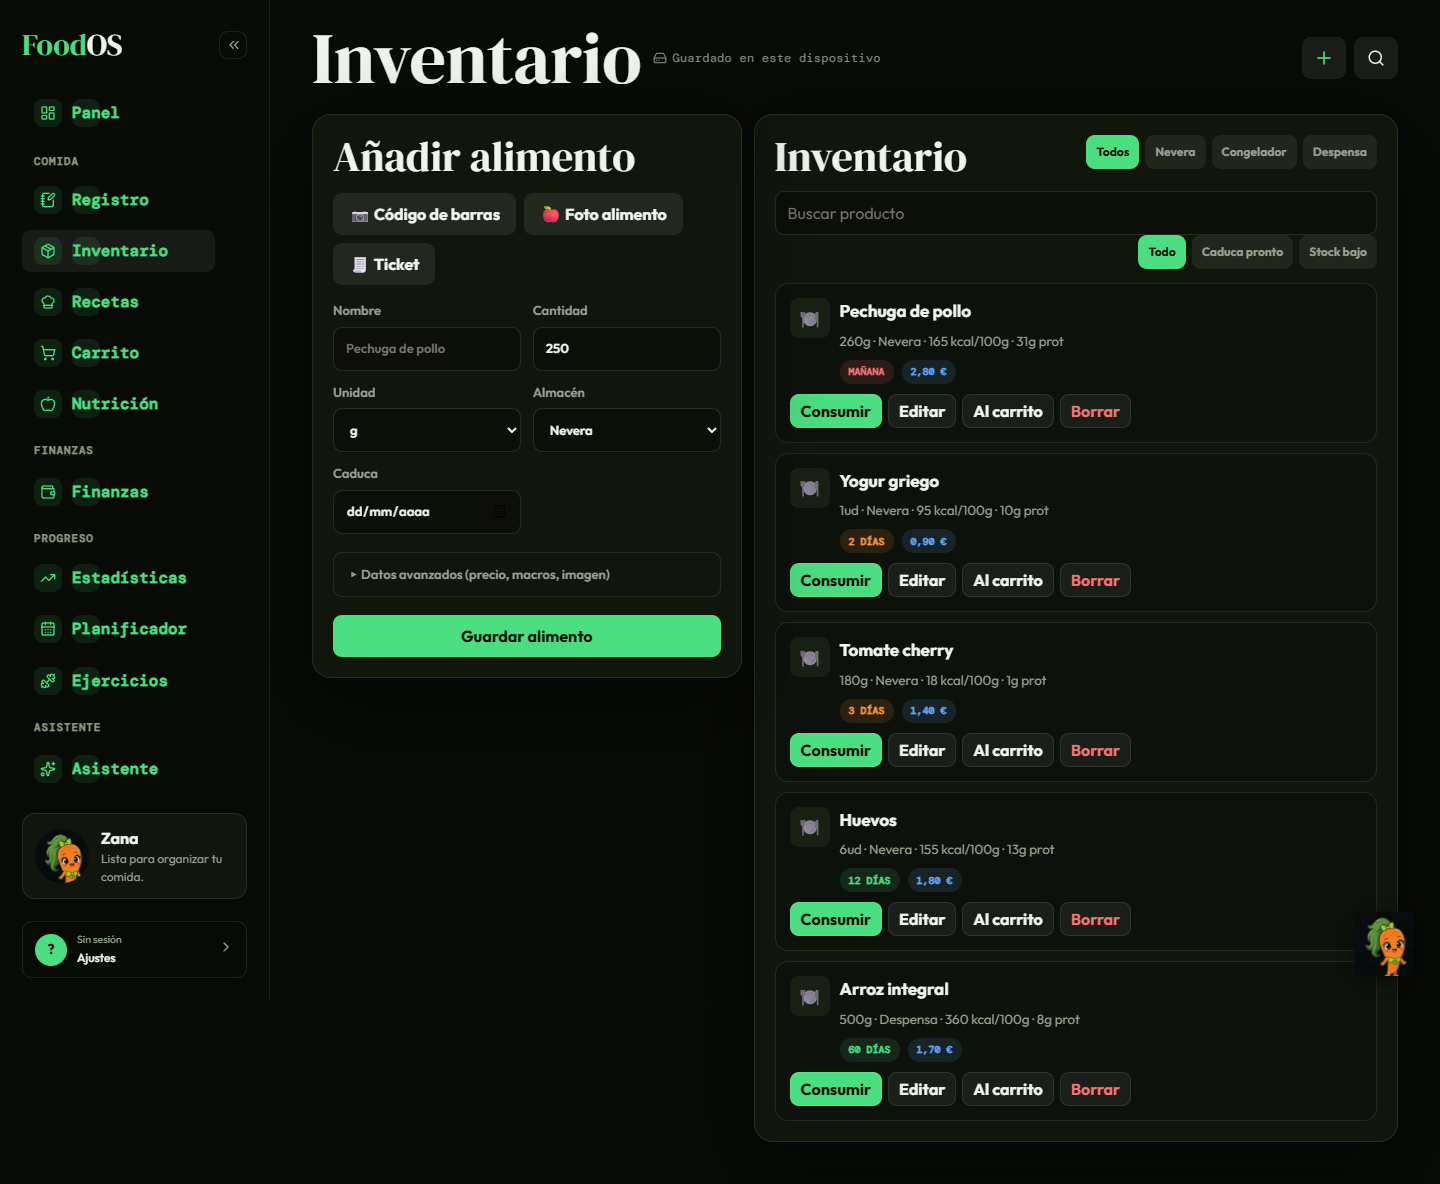 FoodOS
Panel
COMIDA
Registro
Inventario
Recetas
Carrito
Nutrición
FINANZAS
Finanzas
PROGRESO
Estadísticas
Planificador
Ejercicios
ASISTENTE
Asistente
Zana
Lista para organizar tu
comida.
?
Sin sesión
Ajustes
Inventario
Guardado en este dispositivo
Añadir alimento
Código de barras
Foto alimento
Ticket
Nombre
Cantidad
Pechuga de pollo
250
Unidad
Almacén
g
Nevera
Caduca
dd/mm/aaaa
Datos avanzados (precio, macros, imagen)
Guardar alimento
Inventario
Todos
Nevera
Congelador
Despensa
Buscar producto
Todo
Caduca pronto
Stock bajo
Pechuga de pollo
260g · Nevera · 165 kcal/100g · 31g prot
MAÑANA
2,80 €
Consumir
Editar
Al carrito
Borrar
Yogur griego
1ud · Nevera · 95 kcal/100g · 10g prot
2 DÍAS
0,90 €
Consumir
Editar
Al carrito
Borrar
Tomate cherry
180g · Nevera · 18 kcal/100g · 1g prot
3 DÍAS
1,40 €
Consumir
Editar
Al carrito
Borrar
Huevos
6ud · Nevera · 155 kcal/100g · 13g prot
12 DÍAS
1,80 €
Consumir
Editar
Al carrito
Borrar
Arroz integral
500g · Despensa · 360 kcal/100g · 8g prot
60 DÍAS
1,70 €
Consumir
Editar
Al carrito
Borrar